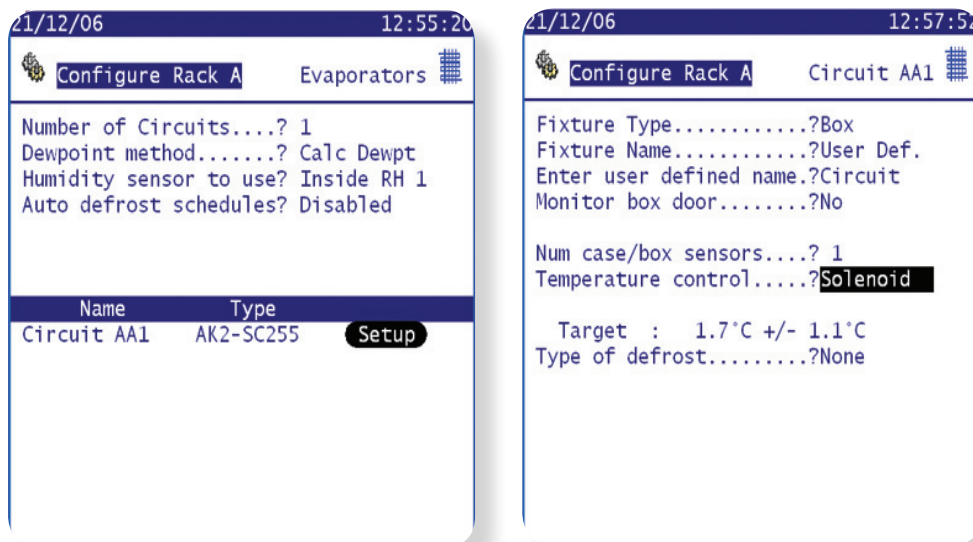 21/12/06 12:55:20
Configure Rack A Evaporators
Number of Circuits....? 1
Dewpoint method.......? Calc Dewpt
Humidity sensor to use? Inside RH 1
Auto defrost schedules? Disabled
Name Type
Circuit AA1 AK2-SC255 Setup
21/12/06 12:57:52
Configure Rack A Circuit AA1
Fixture Type............?Box
Fixture Name............?User Def.
Enter user defined name.?Circuit
Monitor box door........?No
Num case/box sensors....? 1
Temperature control.....?Solenoid
Target : 1.7°C +/- 1.1°C
Type of defrost.........?None